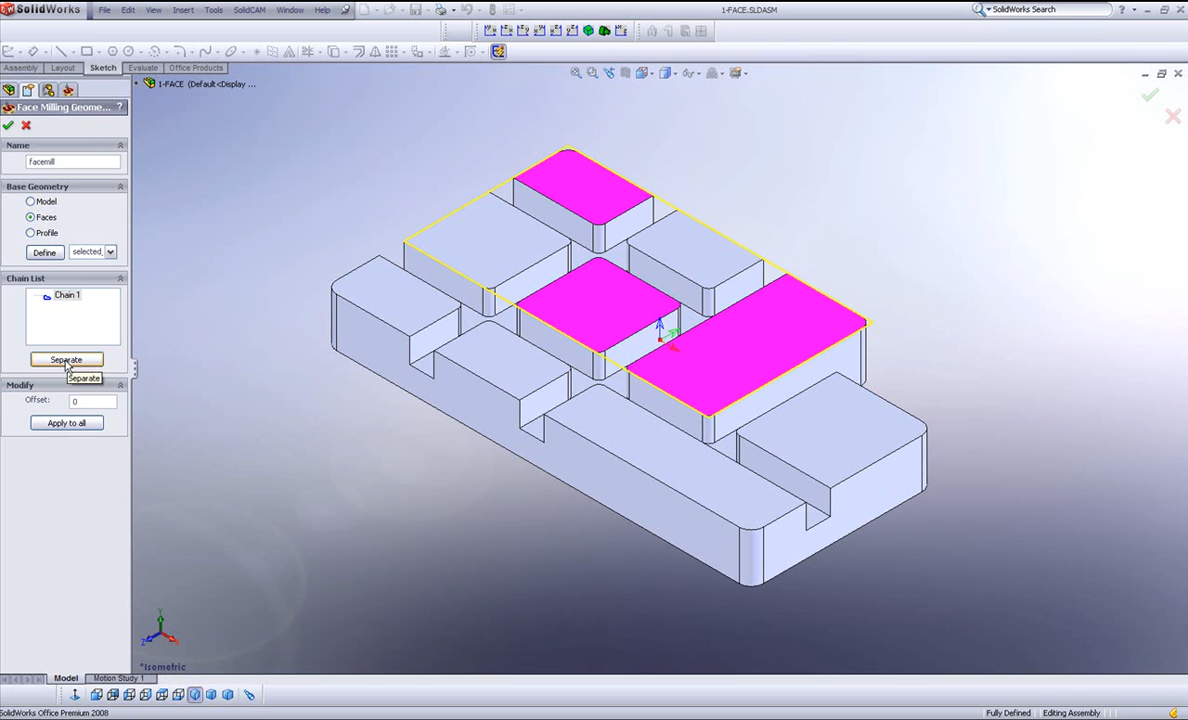 SolidWorks File Edit View Insert Tools SolidCAM Window Help 1-FACE.SLDASM SolidWorks Search
Assembly Layout Sketch Evaluate Office Products
1-FACE (Default<Display ...
Face Milling Geome... ?
Name
facemill
Base Geometry
Model
Faces
Profile
Define selected_
Chain List
Chain 1
Separate
Separate
Modify
Offset: 0
Apply to all
Y
Z
X
*Isometric
Model Motion Study 1
SolidWorks Office Premium 2008 Fully Defined Editing Assembly